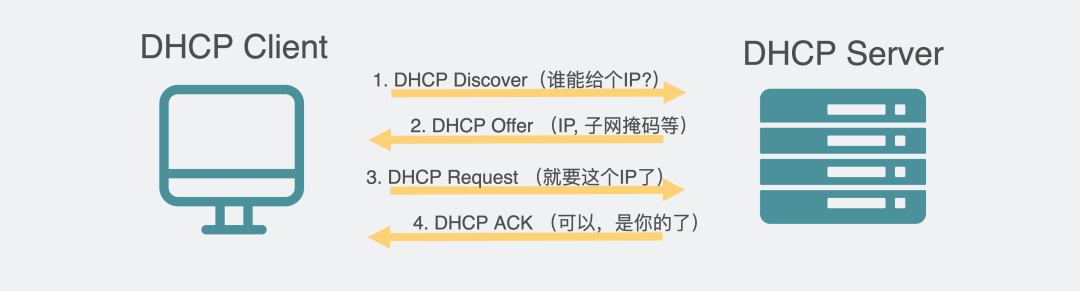 DHCP Client
DHCP Server
1. DHCP Discover（谁能给个IP?）
2. DHCP Offer （IP, 子网掩码等）
3. DHCP Request （就要这个IP了）
4. DHCP ACK （可以，是你的了）